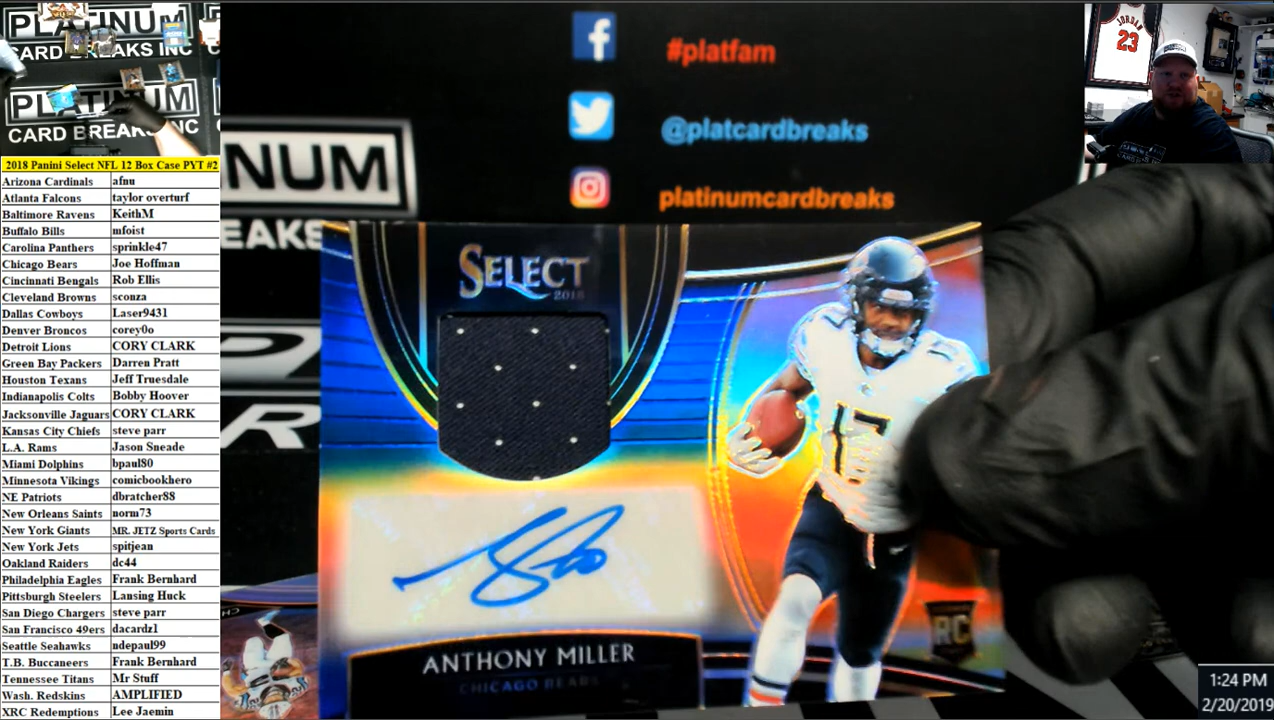 PLATINUM
CARD BREAKS INC
PLATINUM
CARD BREAKS INC
#platfam
@platcardbreaks
platinumcardbreaks
JORDAN
23
NUM
EAKS
2018 Panini Select NFL 12 Box Case PYT #2
Arizona Cardinals afnu
Atlanta Falcons taylor overturf
Baltimore Ravens KeithM
Buffalo Bills mfoist
Carolina Panthers sprinkle47
Chicago Bears Joe Hoffman
Cincinnati Bengals Rob Ellis
Cleveland Browns sconza
Dallas Cowboys Laser9431
Denver Broncos corey0o
Detroit Lions CORY CLARK
Green Bay Packers Darren Pratt
Houston Texans Jeff Truesdale
Indianapolis Colts Bobby Hoover
Jacksonville Jaguars CORY CLARK
Kansas City Chiefs steve parr
L.A. Rams Jason Sneade
Miami Dolphins bpaul80
Minnesota Vikings comicbookhero
NE Patriots dbratcher88
New Orleans Saints norm73
New York Giants MR. JETZ Sports Cards
New York Jets spitjean
Oakland Raiders dc44
Philadelphia Eagles Frank Bernhard
Pittsburgh Steelers Lansing Huck
San Diego Chargers steve parr
San Francisco 49ers dacardz1
Seattle Seahawks ndepaul99
T.B. Buccaneers Frank Bernhard
Tennessee Titans Mr Stuff
Wash. Redskins AMPLIFIED
XRC Redemptions Lee Jaemin
SELECT
2018
17
17
RC
ANTHONY MILLER
CHICAGO BEARS
1:24 PM
2/20/2019